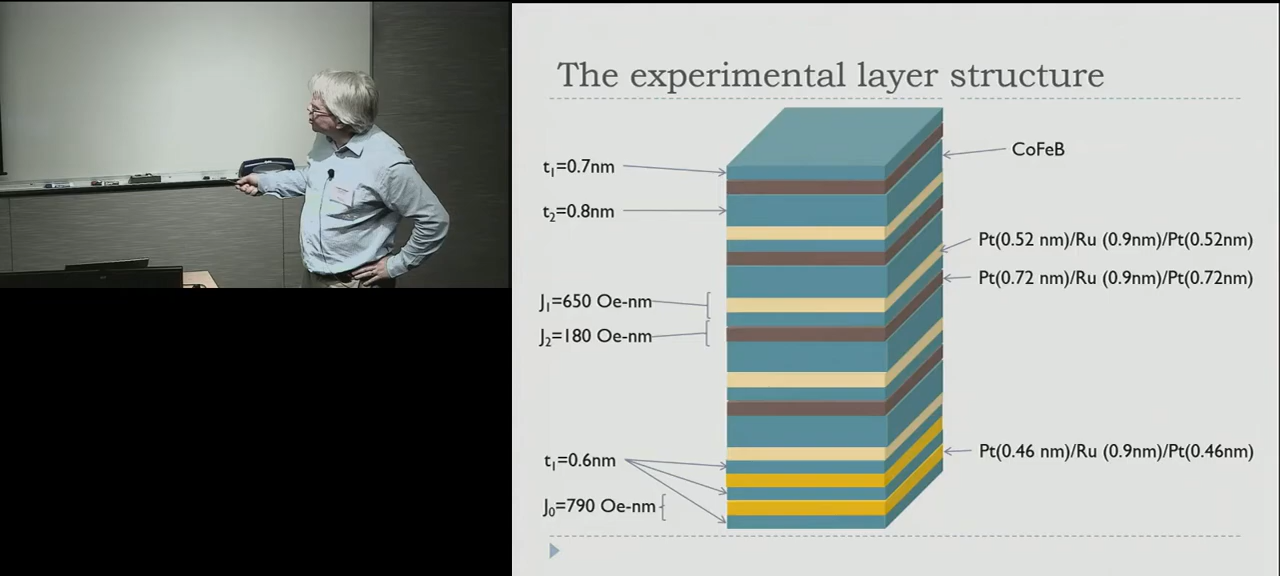 The experimental layer structure
t₁=0.7nm
CoFeB
t₂=0.8nm
Pt(0.52 nm)/Ru (0.9nm)/Pt(0.52nm)
Pt(0.72 nm)/Ru (0.9nm)/Pt(0.72nm)
J₁=650 Oe-nm
J₂=180 Oe-nm
t₁=0.6nm
Pt(0.46 nm)/Ru (0.9nm)/Pt(0.46nm)
J₀=790 Oe-nm